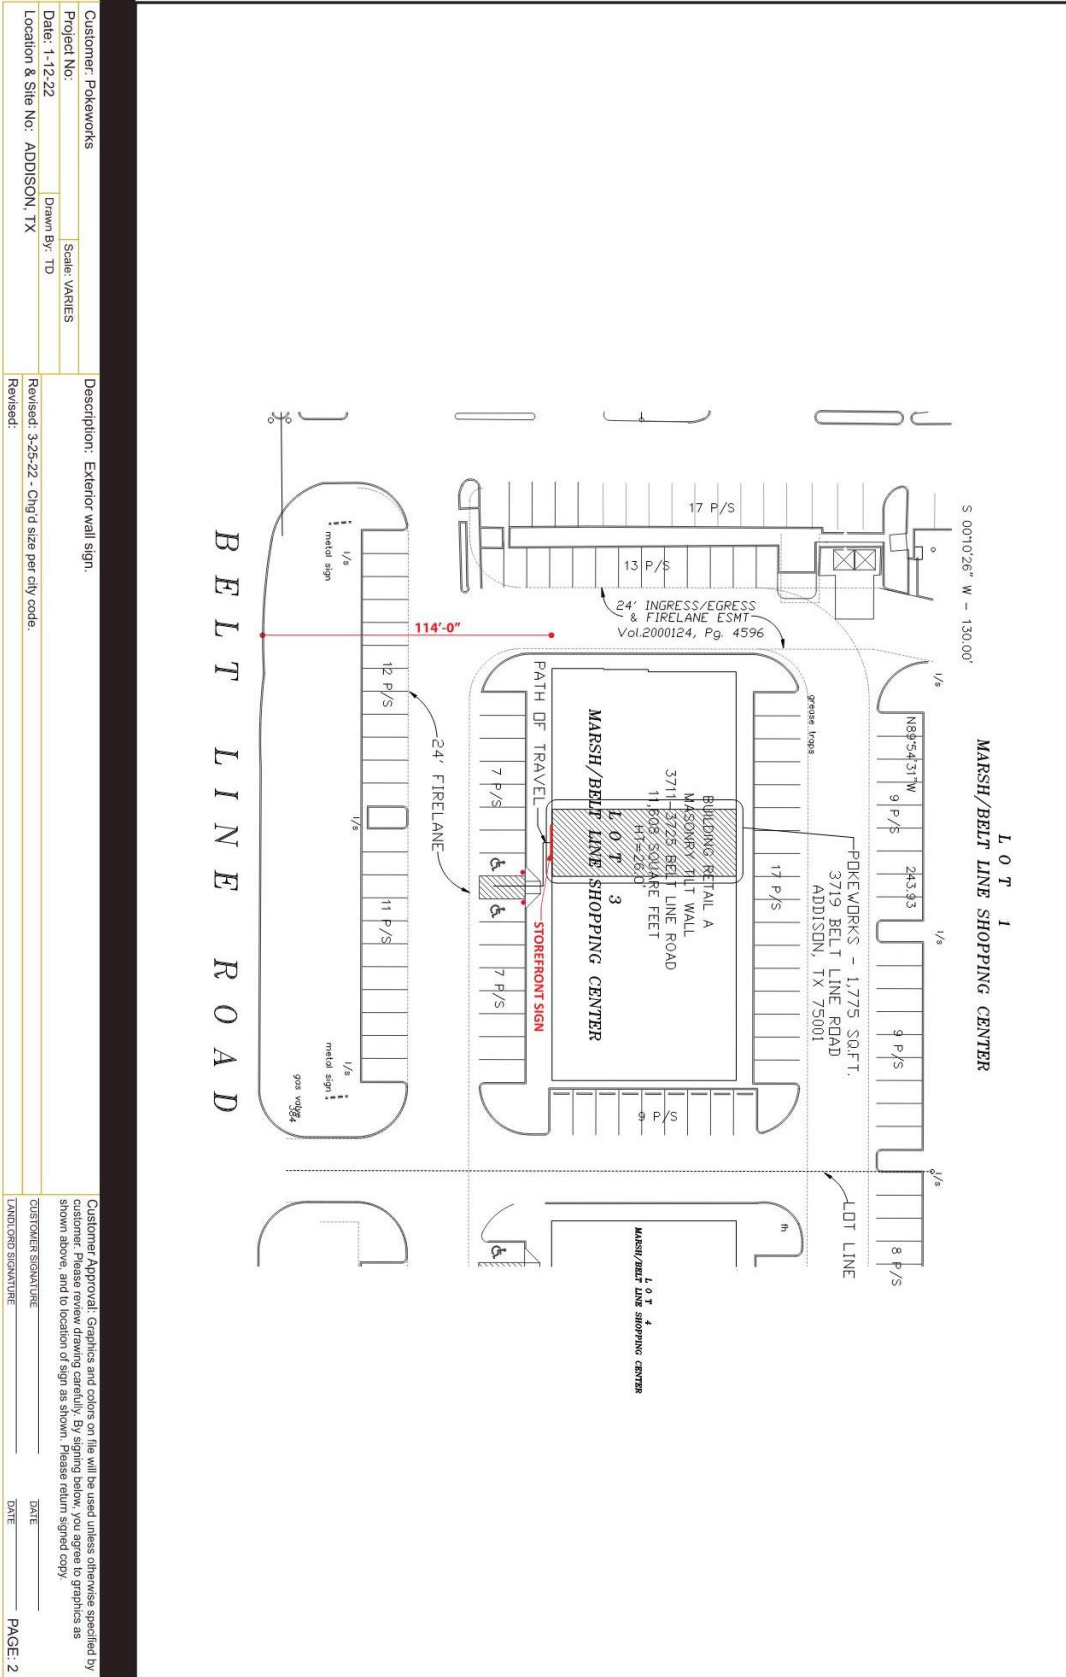 LOT 1
MARSH/BELT LINE SHOPPING CENTER
S 00°10'26" W - 130.00'
l/s
N89°54'31"W
9 P/S
243.93
l/s
9 P/S
l/s
8 P/S
17 P/S
13 P/S
24' INGRESS/EGRESS
& FIRELANE ESMT
Vol.2000124, Pg. 4596
grease traps
POKEWORKS - 1,775 SQ.FT.
3719 BELT LINE ROAD
ADDISON, TX 75001
LOT LINE
fh
17 P/S
BUILDING RETAIL A
MASONRY TILT WALL
3711-3725 BELT LINE ROAD
11,608 SQUARE FEET
HT=26.0'
LOT 3
MARSH/BELT LINE SHOPPING CENTER
9 P/S
LOT 4
MARSH/BELT LINE SHOPPING CENTER
PATH OF TRAVEL
STOREFRONT SIGN
7 P/S
7 P/S
114'-0"
24' FIRELANE
12 P/S
11 P/S
l/s
metal sign
l/s
l/s
metal sign
gas valve
384
BELT LINE ROAD
Customer: Pokeworks
Project No:
Scale: VARIES
Date: 1-12-22
Drawn By: TD
Location & Site No: ADDISON, TX
Description: Exterior wall sign.
Revised: 3-25-22 - Chg'd size per city code.
Revised:
Customer Approval: Graphics and colors on file will be used unless otherwise specified by
customer. Please review drawing carefully. By signing below, you agree to graphics as
shown above, and to location of sign as shown. Please return signed copy.
CUSTOMER SIGNATURE
DATE
LANDLORD SIGNATURE
DATE
PAGE: 2